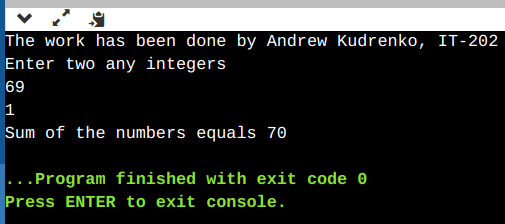 The work has been done by Andrew Kudrenko, IT-202
Enter two any integers
69
1
Sum of the numbers equals 70
...Program finished with exit code 0
Press ENTER to exit console.